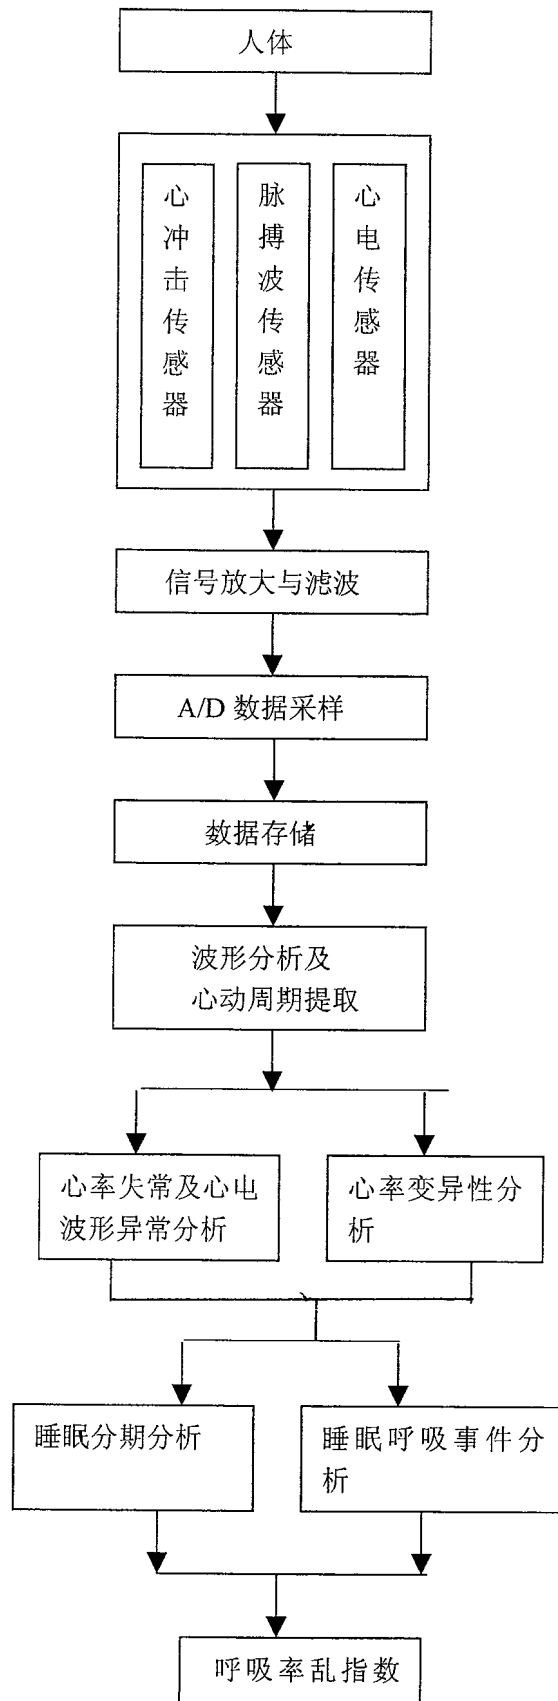 人体
心冲击传感器
脉搏波传感器
心电传感器
信号放大与滤波
A/D 数据采样
数据存储
波形分析及
心动周期提取
心率失常及心电
波形异常分析
心率变异性分
析
睡眠分期分析
睡眠呼吸事件分
析
呼吸率乱指数